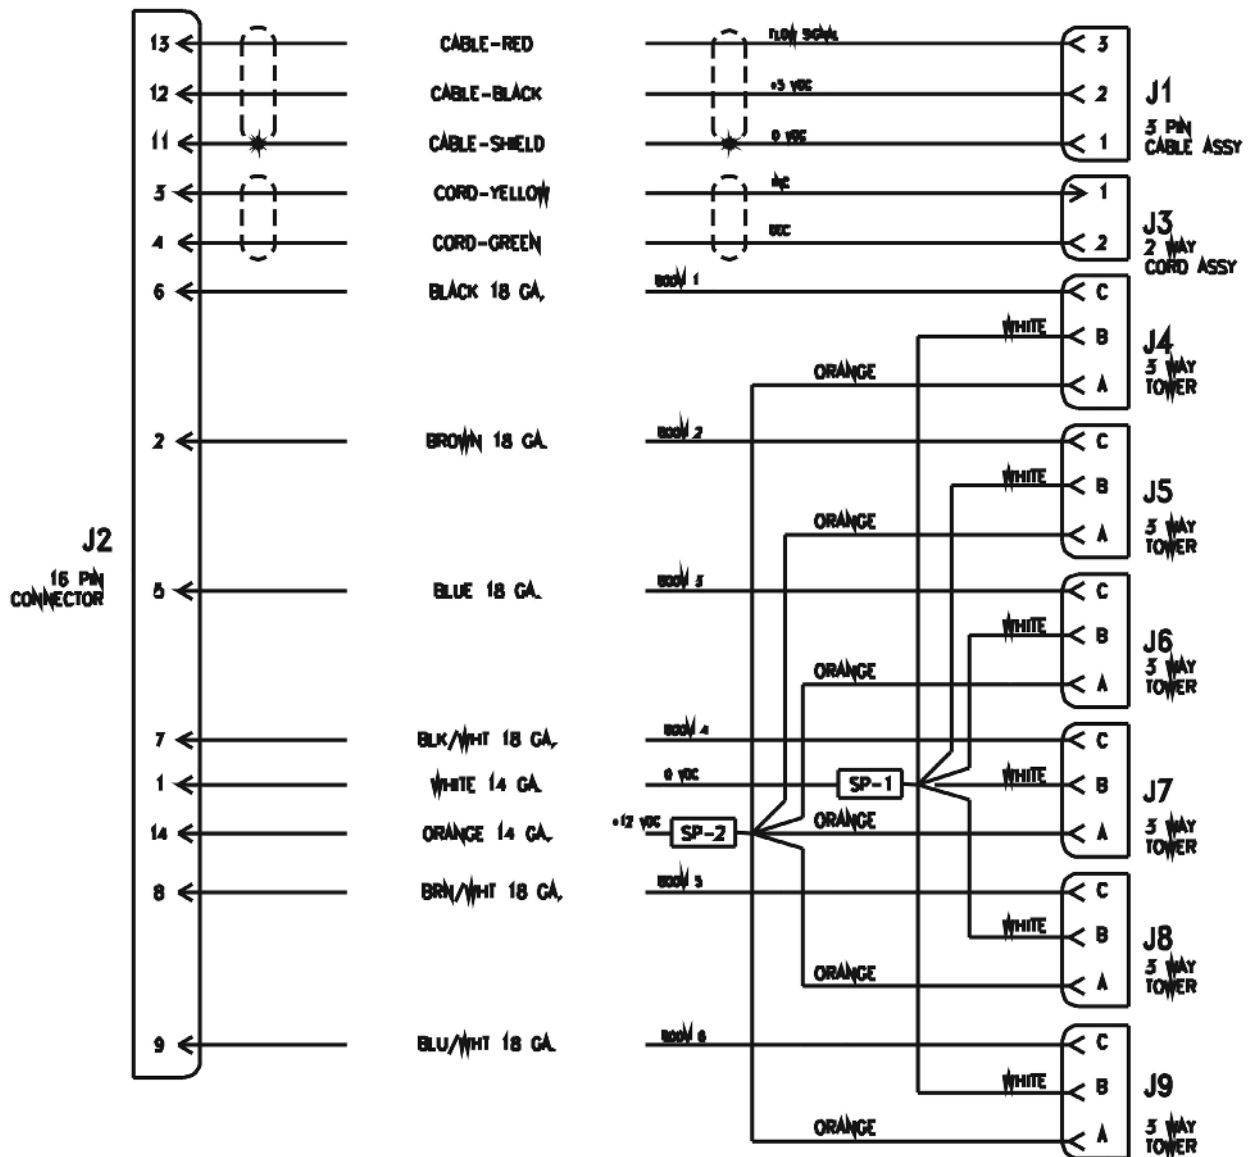 13 CABLE-RED FLOW SIGNAL 3
12 CABLE-BLACK +5 VDC 2
J1
3 PIN
CABLE ASSY
11 CABLE-SHIELD 0 VDC 1
3 CORD-YELLOW INC 1
4 CORD-GREEN DEC 2
J3
2 WAY
CORD ASSY
6 BLACK 18 GA. BOOM 1 C
WHITE B
ORANGE A
J4
3 WAY
TOWER
2 BROWN 18 GA. BOOM 2 C
WHITE B
ORANGE A
J5
3 WAY
TOWER
J2
16 PIN
CONNECTOR
5 BLUE 18 GA. BOOM 3 C
WHITE B
ORANGE A
J6
3 WAY
TOWER
7 BLK/WHT 18 GA. BOOM 4 C
1 WHITE 14 GA. 0 VDC SP-1 WHITE B
14 ORANGE 14 GA. +12 VDC SP-2 ORANGE A
J7
3 WAY
TOWER
8 BRN/WHT 18 GA. BOOM 5 C
WHITE B
ORANGE A
J8
3 WAY
TOWER
9 BLU/WHT 18 GA. BOOM 6 C
WHITE B
ORANGE A
J9
3 WAY
TOWER